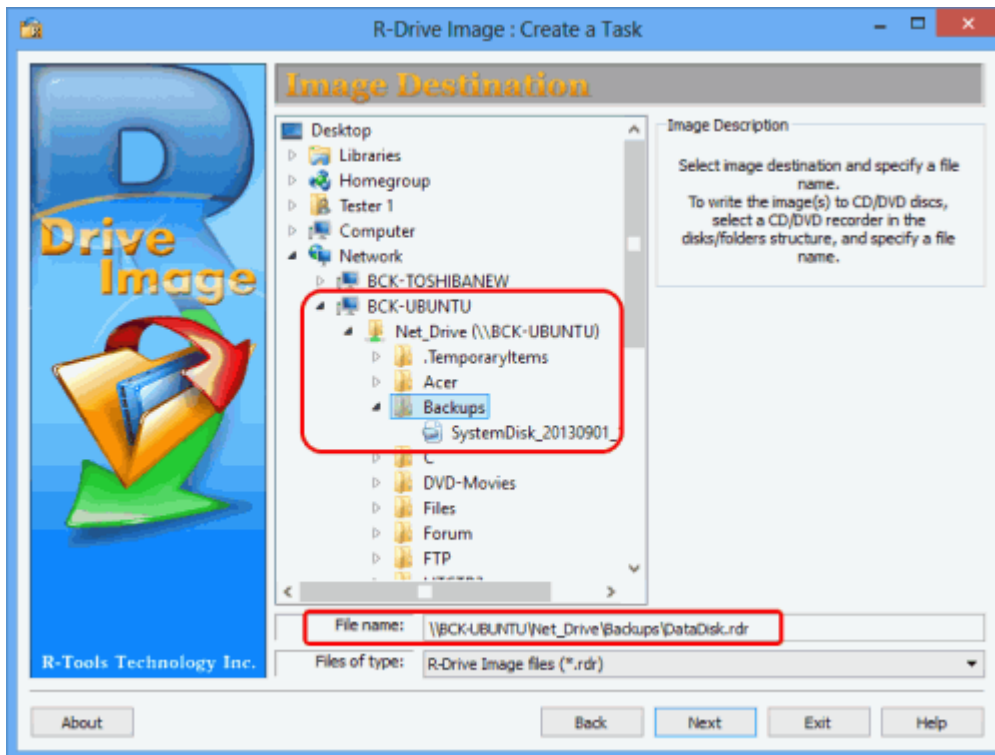 R-Drive Image : Create a Task
Drive
Image
R-Tools Technology Inc.
Image Destination
Desktop
Libraries
Homegroup
Tester 1
Computer
Network
BCK-TOSHIBANEW
BCK-UBUNTU
Net_Drive (\\BCK-UBUNTU)
.TemporaryItems
Acer
Backups
SystemDisk_20130901_
C
DVD-Movies
Files
Forum
FTP
Image Description
Select image destination and specify a file
name.
To write the image(s) to CD/DVD discs,
select a CD/DVD recorder in the
disks/folders structure, and specify a file
name.
File name: \\BCK-UBUNTU\Net_Drive\Backups\DataDisk.rdr
Files of type: R-Drive Image files (*.rdr)
About Back Next Exit Help